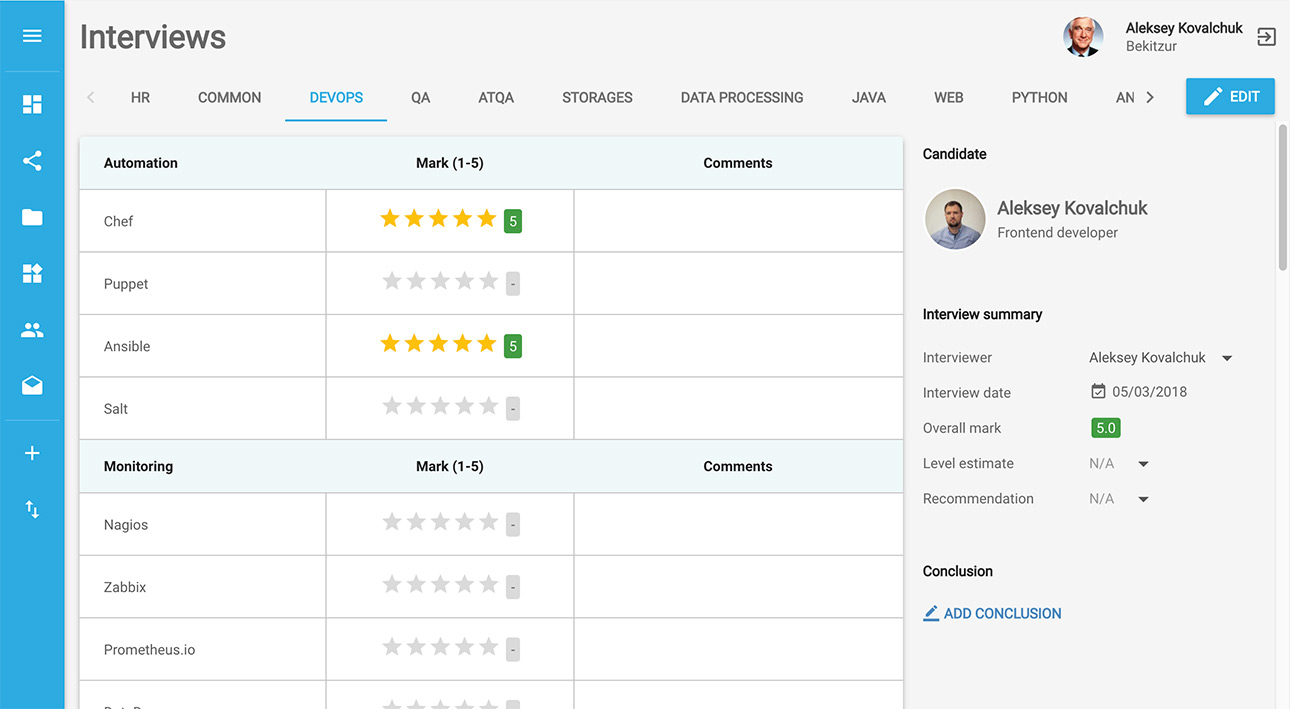 Interviews
Aleksey Kovalchuk
Bekitzur
HR COMMON DEVOPS QA ATQA STORAGES DATA PROCESSING JAVA WEB PYTHON AN
EDIT
Automation Mark (1-5) Comments
Chef 5
Puppet -
Ansible 5
Salt -
Monitoring Mark (1-5) Comments
Nagios -
Zabbix -
Prometheus.io -
Candidate
Aleksey Kovalchuk
Frontend developer
Interview summary
Interviewer Aleksey Kovalchuk
Interview date 05/03/2018
Overall mark 5.0
Level estimate N/A
Recommendation N/A
Conclusion
ADD CONCLUSION